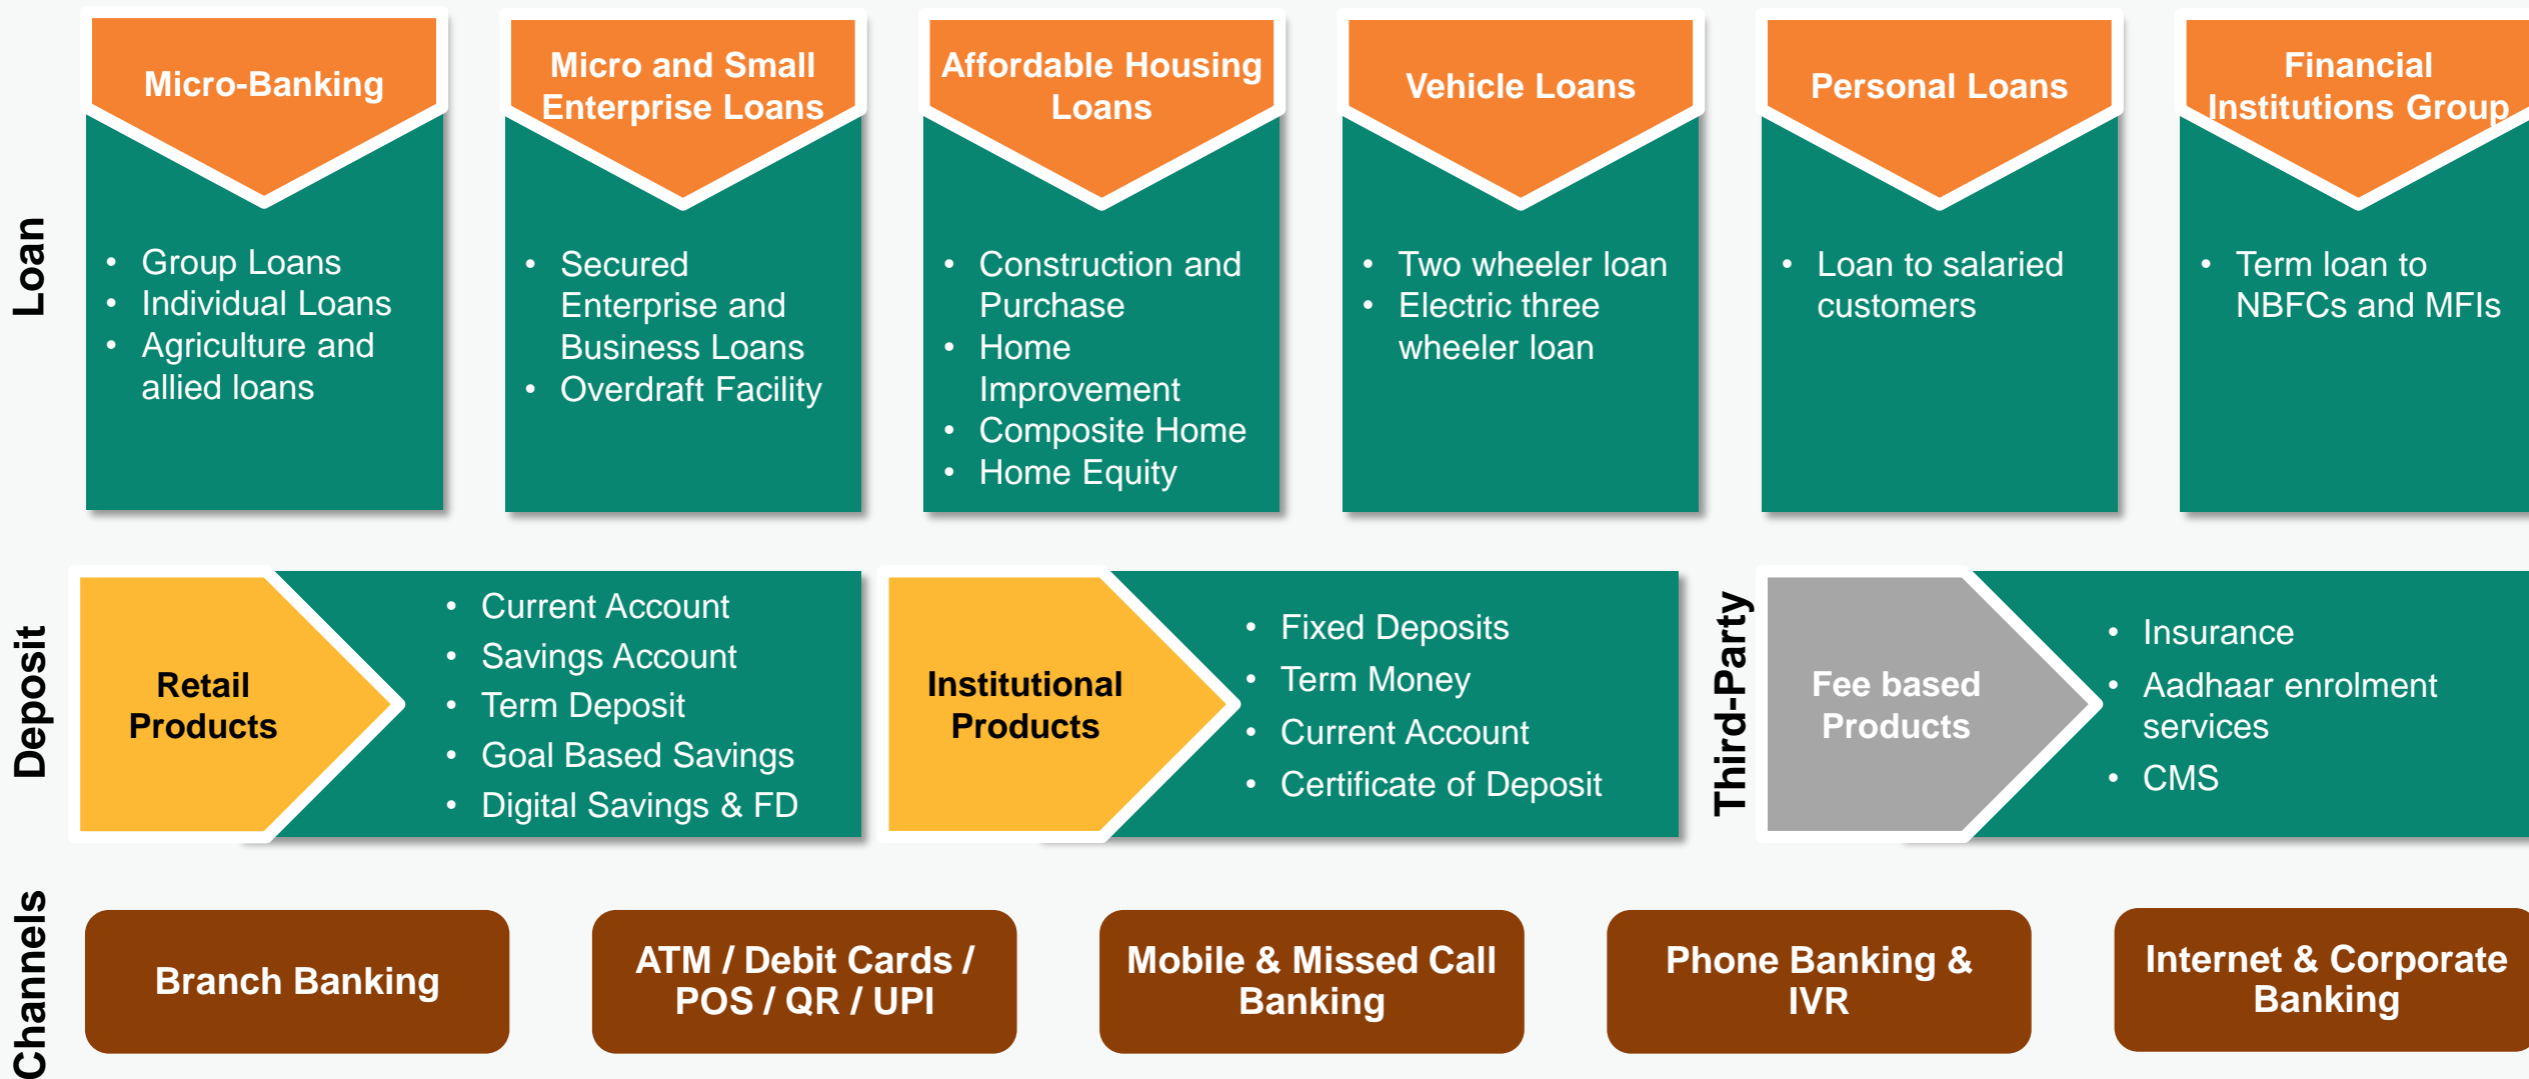 Loan
Micro-Banking
• Group Loans
• Individual Loans
• Agriculture and
allied loans
Micro and Small
Enterprise Loans
• Secured
Enterprise and
Business Loans
• Overdraft Facility
Affordable Housing
Loans
• Construction and
Purchase
• Home
Improvement
• Composite Home
• Home Equity
Vehicle Loans
• Two wheeler loan
• Electric three
wheeler loan
Personal Loans
• Loan to salaried
customers
Financial
Institutions Group
• Term loan to
NBFCs and MFIs
Deposit
Retail
Products
• Current Account
• Savings Account
• Term Deposit
• Goal Based Savings
• Digital Savings & FD
Institutional
Products
• Fixed Deposits
• Term Money
• Current Account
• Certificate of Deposit
Third-Party
Fee based
Products
• Insurance
• Aadhaar enrolment
services
• CMS
Channels
Branch Banking
ATM / Debit Cards /
POS / QR / UPI
Mobile & Missed Call
Banking
Phone Banking &
IVR
Internet & Corporate
Banking